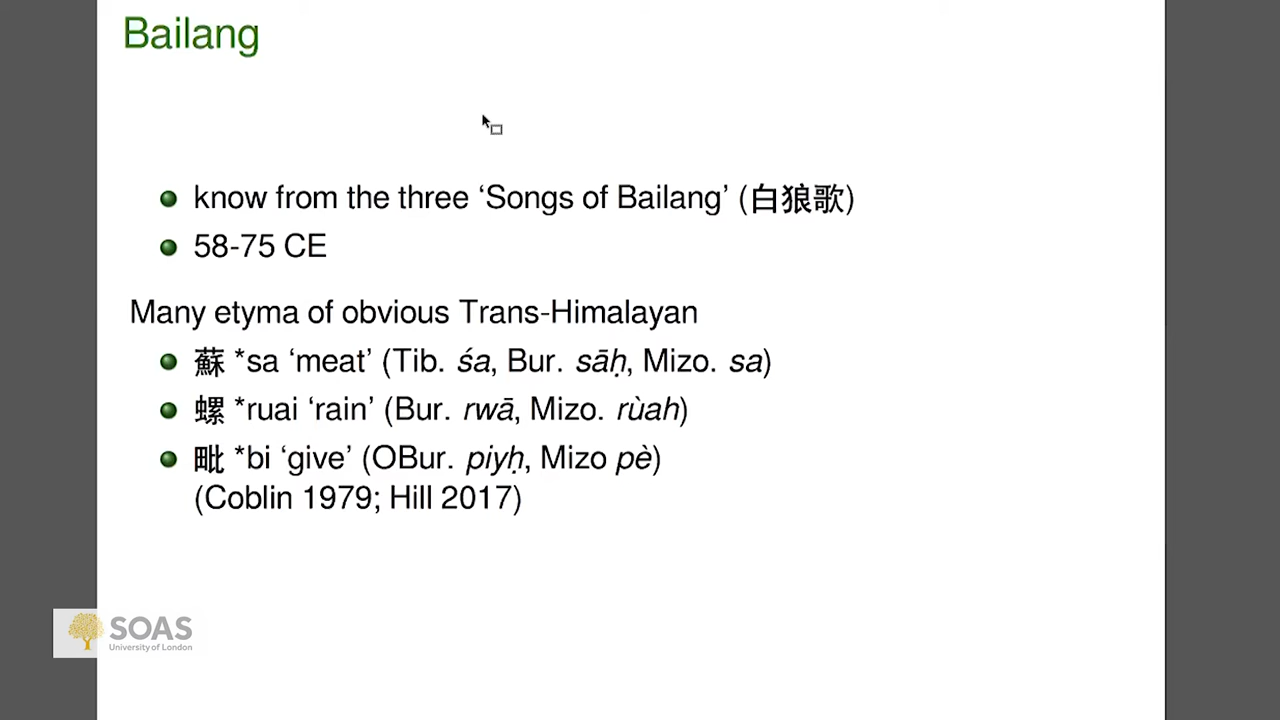 Bailang
know from the three ‘Songs of Bailang’ (白狼歌)
58-75 CE
Many etyma of obvious Trans-Himalayan
蘇 *sa ‘meat’ (Tib. śa, Bur. sāḥ, Mizo. sa)
螺 *ruai ‘rain’ (Bur. rwā, Mizo. rùah)
毗 *bi ‘give’ (OBur. piyḥ, Mizo pè)
(Coblin 1979; Hill 2017)
SOAS
University of London